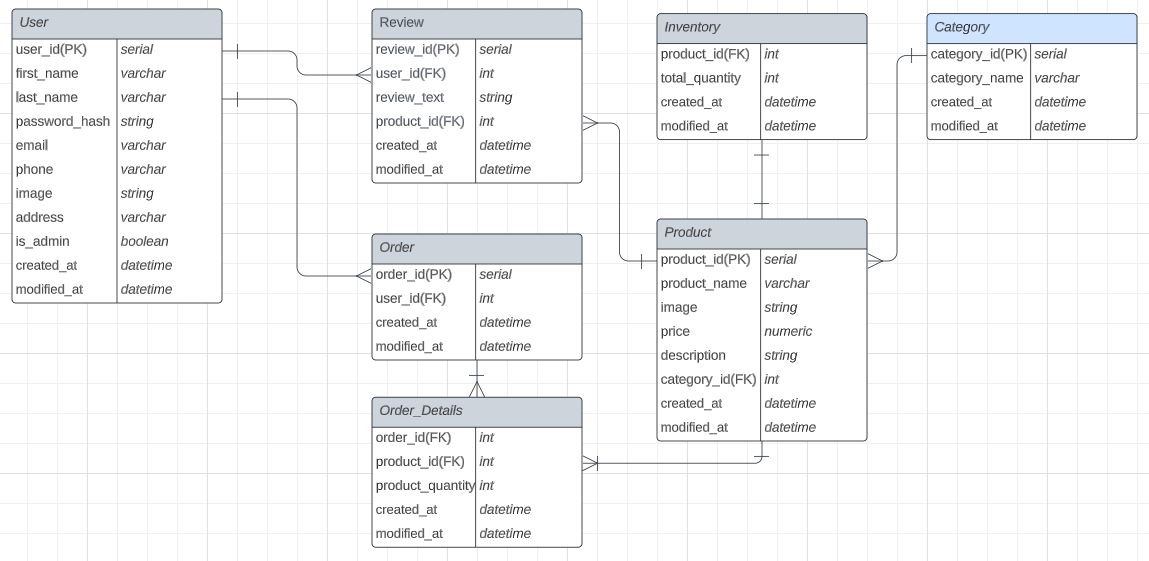 User
user_id(PK) serial
first_name varchar
last_name varchar
password_hash string
email varchar
phone varchar
image string
address varchar
is_admin boolean
created_at datetime
modified_at datetime
Review
review_id(PK) serial
user_id(FK) int
review_text string
product_id(FK) int
created_at datetime
modified_at datetime
Order
order_id(PK) serial
user_id(FK) int
created_at datetime
modified_at datetime
Order_Details
order_id(FK) int
product_id(FK) int
product_quantity int
created_at datetime
modified_at datetime
Inventory
product_id(FK) int
total_quantity int
created_at datetime
modified_at datetime
Product
product_id(PK) serial
product_name varchar
image string
price numeric
description string
category_id(FK) int
created_at datetime
modified_at datetime
Category
category_id(PK) serial
category_name varchar
created_at datetime
modified_at datetime